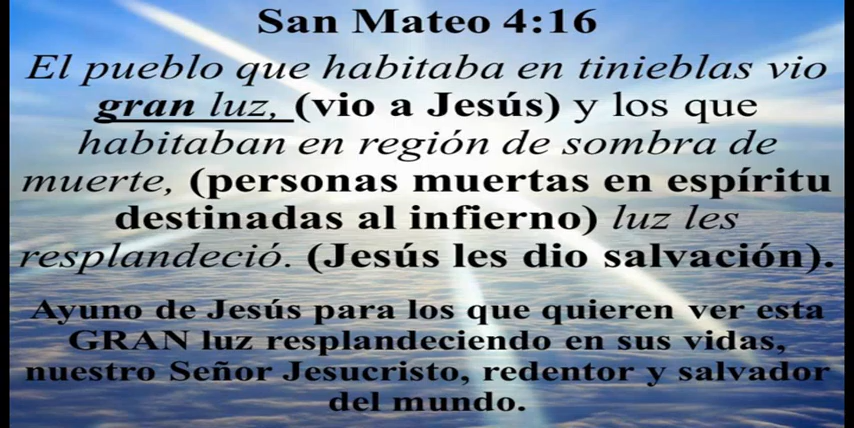 San Mateo 4:16
El pueblo que habitaba en tinieblas vio
gran luz, (vio a Jesús) y los que
habitaban en región de sombra de
muerte, (personas muertas en espíritu
destinadas al infierno) luz les
resplandeció. (Jesús les dio salvación).
Ayuno de Jesús para los que quieren ver esta
GRAN luz resplandeciendo en sus vidas,
nuestro Señor Jesucristo, redentor y salvador
del mundo.